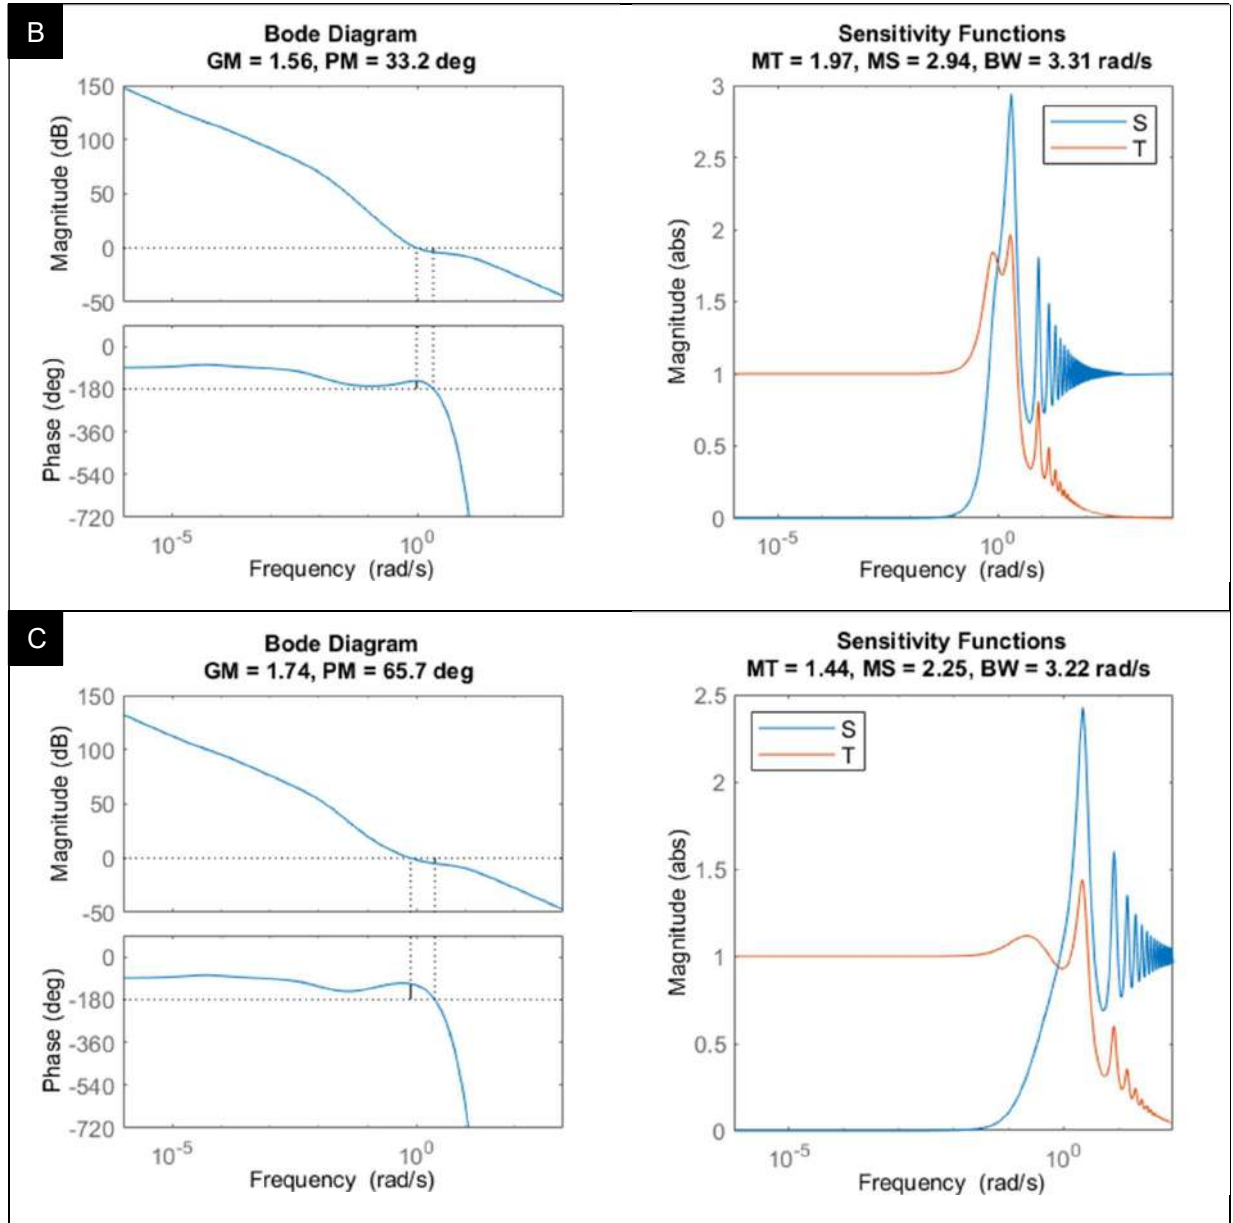 B
Bode Diagram
GM = 1.56, PM = 33.2 deg
150
100
50
0
-50
Magnitude (dB)
0
-180
-360
-540
-720
Phase (deg)
10-5
100
Frequency (rad/s)
Sensitivity Functions
MT = 1.97, MS = 2.94, BW = 3.31 rad/s
3
2.5
2
1.5
1
0.5
0
Magnitude (abs)
S
T
10-5
100
Frequency (rad/s)
C
Bode Diagram
GM = 1.74, PM = 65.7 deg
150
100
50
0
-50
Magnitude (dB)
0
-180
-360
-540
-720
Phase (deg)
10-5
100
Frequency (rad/s)
Sensitivity Functions
MT = 1.44, MS = 2.25, BW = 3.22 rad/s
2.5
2
1.5
1
0.5
0
Magnitude (abs)
S
T
10-5
100
Frequency (rad/s)